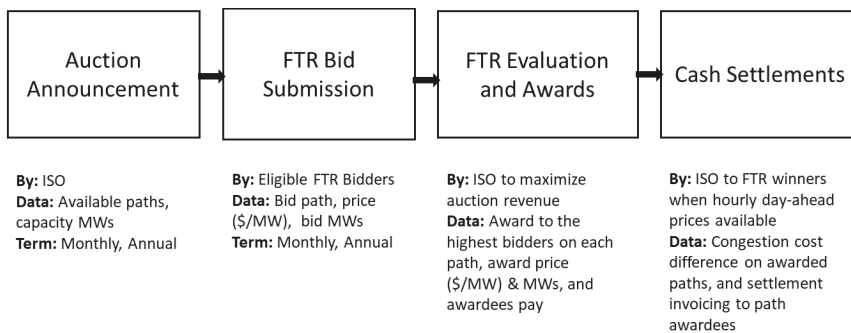 Auction
Announcement
FTR Bid
Submission
FTR Evaluation
and Awards
Cash Settlements
By: ISO
Data: Available paths,
capacity MWs
Term: Monthly, Annual
By: Eligible FTR Bidders
Data: Bid path, price
($/MW), bid MWs
Term: Monthly, Annual
By: ISO to maximize
auction revenue
Data: Award to the
highest bidders on each
path, award price
($/MW) & MWs, and
awardees pay
By: ISO to FTR winners
when hourly day-ahead
prices available
Data: Congestion cost
difference on awarded
paths, and settlement
invoicing to path
awardees